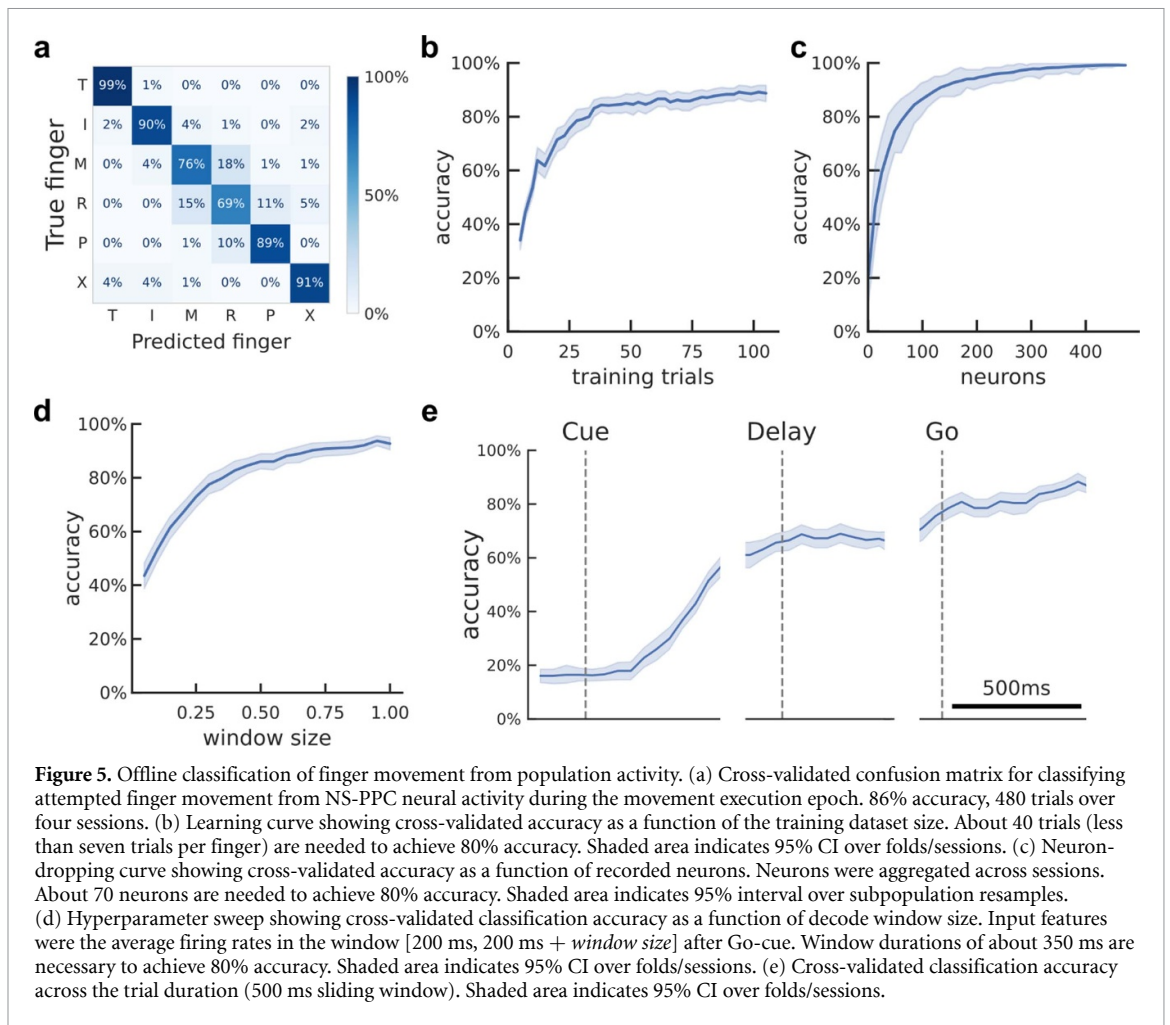 a
T 99% 1% 0% 0% 0% 0%
I 2% 90% 4% 1% 0% 2%
M 0% 4% 76% 18% 1% 1%
R 0% 0% 15% 69% 11% 5%
P 0% 0% 1% 10% 89% 0%
X 4% 4% 1% 0% 0% 91%
T I M R P X
True finger
Predicted finger
100%
50%
0%
b
100%
80%
60%
40%
20%
0%
accuracy
0 25 50 75 100
training trials
c
100%
80%
60%
40%
20%
0%
accuracy
0 100 200 300 400
neurons
d
100%
80%
60%
40%
20%
0%
accuracy
0.25 0.50 0.75 1.00
window size
e
Cue Delay Go
100%
80%
60%
40%
20%
0%
accuracy
500ms
Figure 5. Offline classification of finger movement from population activity. (a) Cross-validated confusion matrix for classifying
attempted finger movement from NS-PPC neural activity during the movement execution epoch. 86% accuracy, 480 trials over
four sessions. (b) Learning curve showing cross-validated accuracy as a function of the training dataset size. About 40 trials (less
than seven trials per finger) are needed to achieve 80% accuracy. Shaded area indicates 95% CI over folds/sessions. (c) Neuron-
dropping curve showing cross-validated accuracy as a function of recorded neurons. Neurons were aggregated across sessions.
About 70 neurons are needed to achieve 80% accuracy. Shaded area indicates 95% interval over subpopulation resamples.
(d) Hyperparameter sweep showing cross-validated classification accuracy as a function of decode window size. Input features
were the average firing rates in the window [200 ms, 200 ms + window size] after Go-cue. Window durations of about 350 ms are
necessary to achieve 80% accuracy. Shaded area indicates 95% CI over folds/sessions. (e) Cross-validated classification accuracy
across the trial duration (500 ms sliding window). Shaded area indicates 95% CI over folds/sessions.